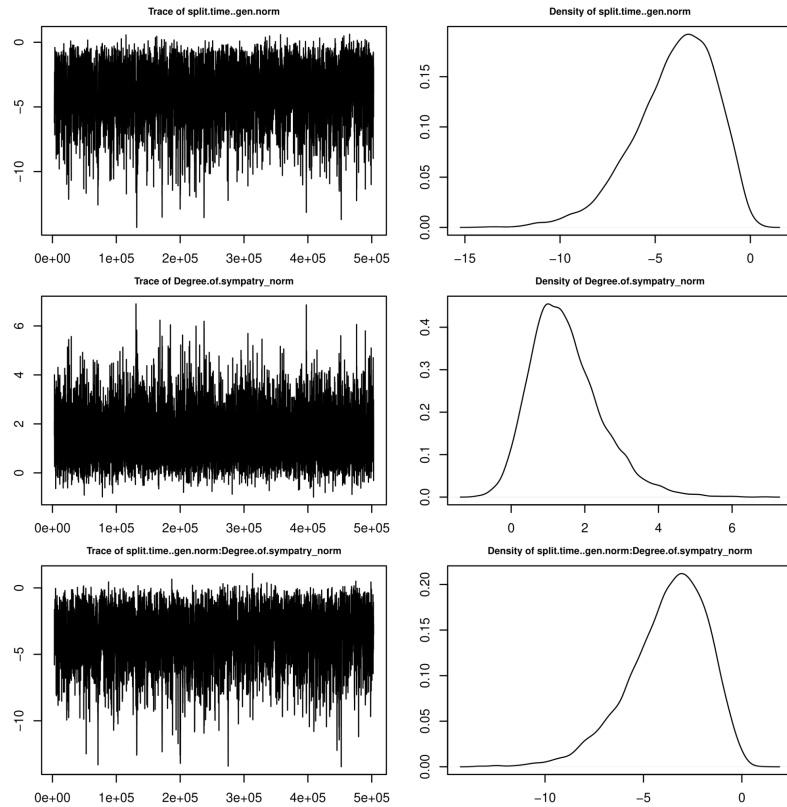 Trace of split.time..gen.norm
Density of split.time..gen.norm
0
−5
−10
0e+00 1e+05 2e+05 3e+05 4e+05 5e+05
0.15
0.10
0.05
0.00
−15 −10 −5 0
Trace of Degree.of.sympatry_norm
Density of Degree.of.sympatry_norm
6
4
2
0
0e+00 1e+05 2e+05 3e+05 4e+05 5e+05
0.4
0.3
0.2
0.1
0.0
0 2 4 6
Trace of split.time..gen.norm:Degree.of.sympatry_norm
Density of split.time..gen.norm:Degree.of.sympatry_norm
0
−5
−10
0e+00 1e+05 2e+05 3e+05 4e+05 5e+05
0.20
0.15
0.10
0.05
0.00
−10 −5 0